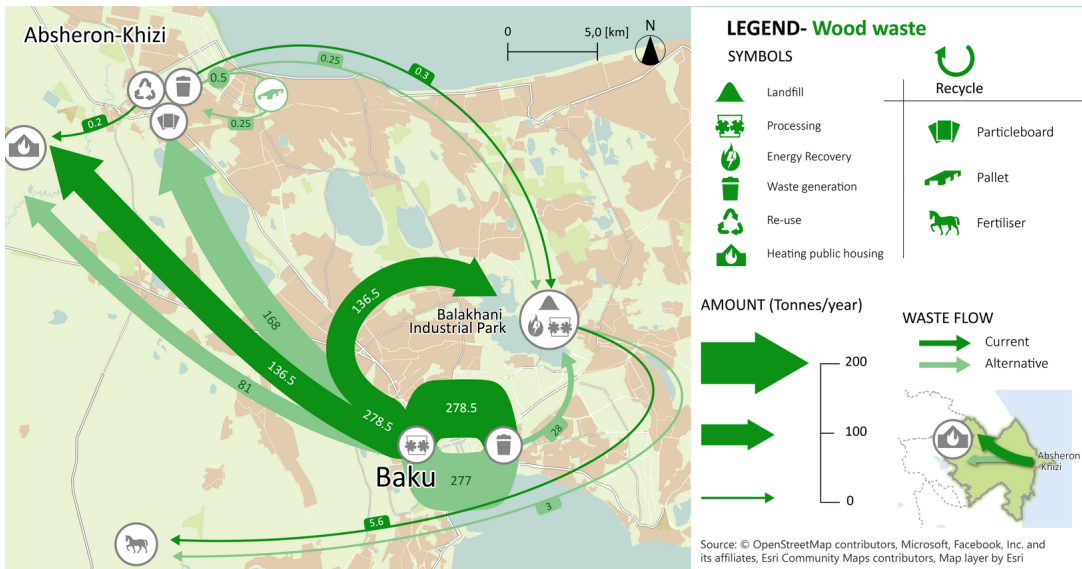 Absheron-Khizi
0.5
0.25
0.25
0.3
0.2
0
5,0 [km]
N
136.5
Balakhani
Industrial Park
168
136.5
81
278.5
278.5
28
Baku
277
3
5.6
LEGEND- Wood waste
SYMBOLS
Landfill
Processing
Energy Recovery
Waste generation
Re-use
Heating public housing
Recycle
Particleboard
Pallet
Fertiliser
AMOUNT (Tonnes/year)
200
100
0
WASTE FLOW
Current
Alternative
Absheron
-Khizi
Source: © OpenStreetMap contributors, Microsoft, Facebook, Inc. and
its affiliates, Esri Community Maps contributors, Map layer by Esri